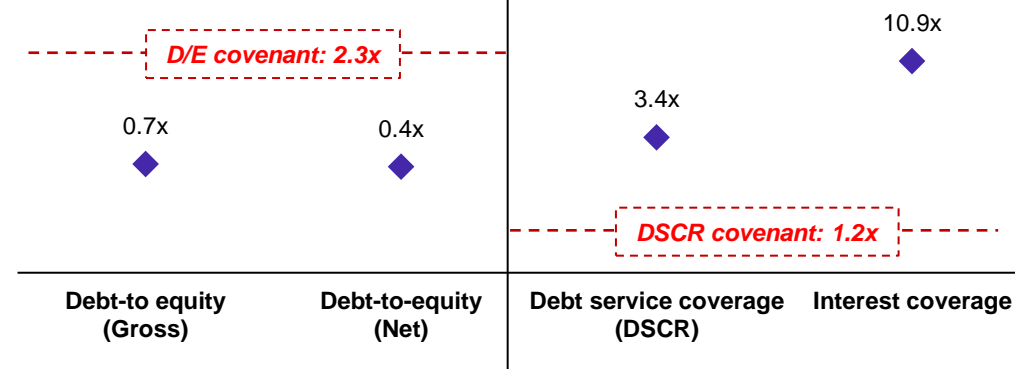 D/E covenant: 2.3x
0.7x
0.4x
10.9x
3.4x
DSCR covenant: 1.2x
Debt-to equity
(Gross)
Debt-to-equity
(Net)
Debt service coverage
(DSCR)
Interest coverage